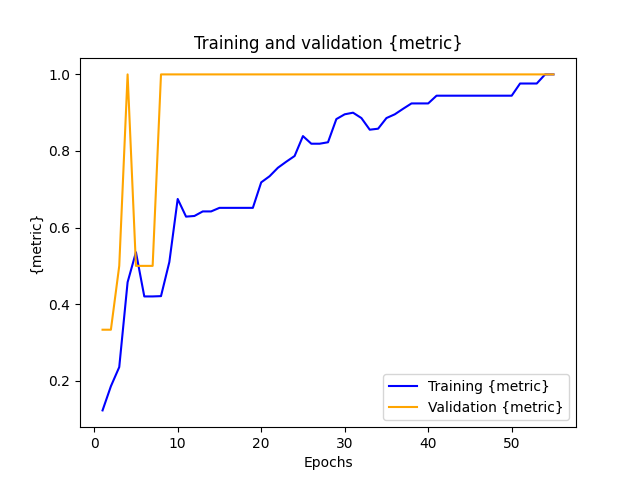 Training and validation {metric}
1.0
0.8
0.6
0.4
0.2
{metric}
0
10
20
30
40
50
Epochs
Training {metric}
Validation {metric}